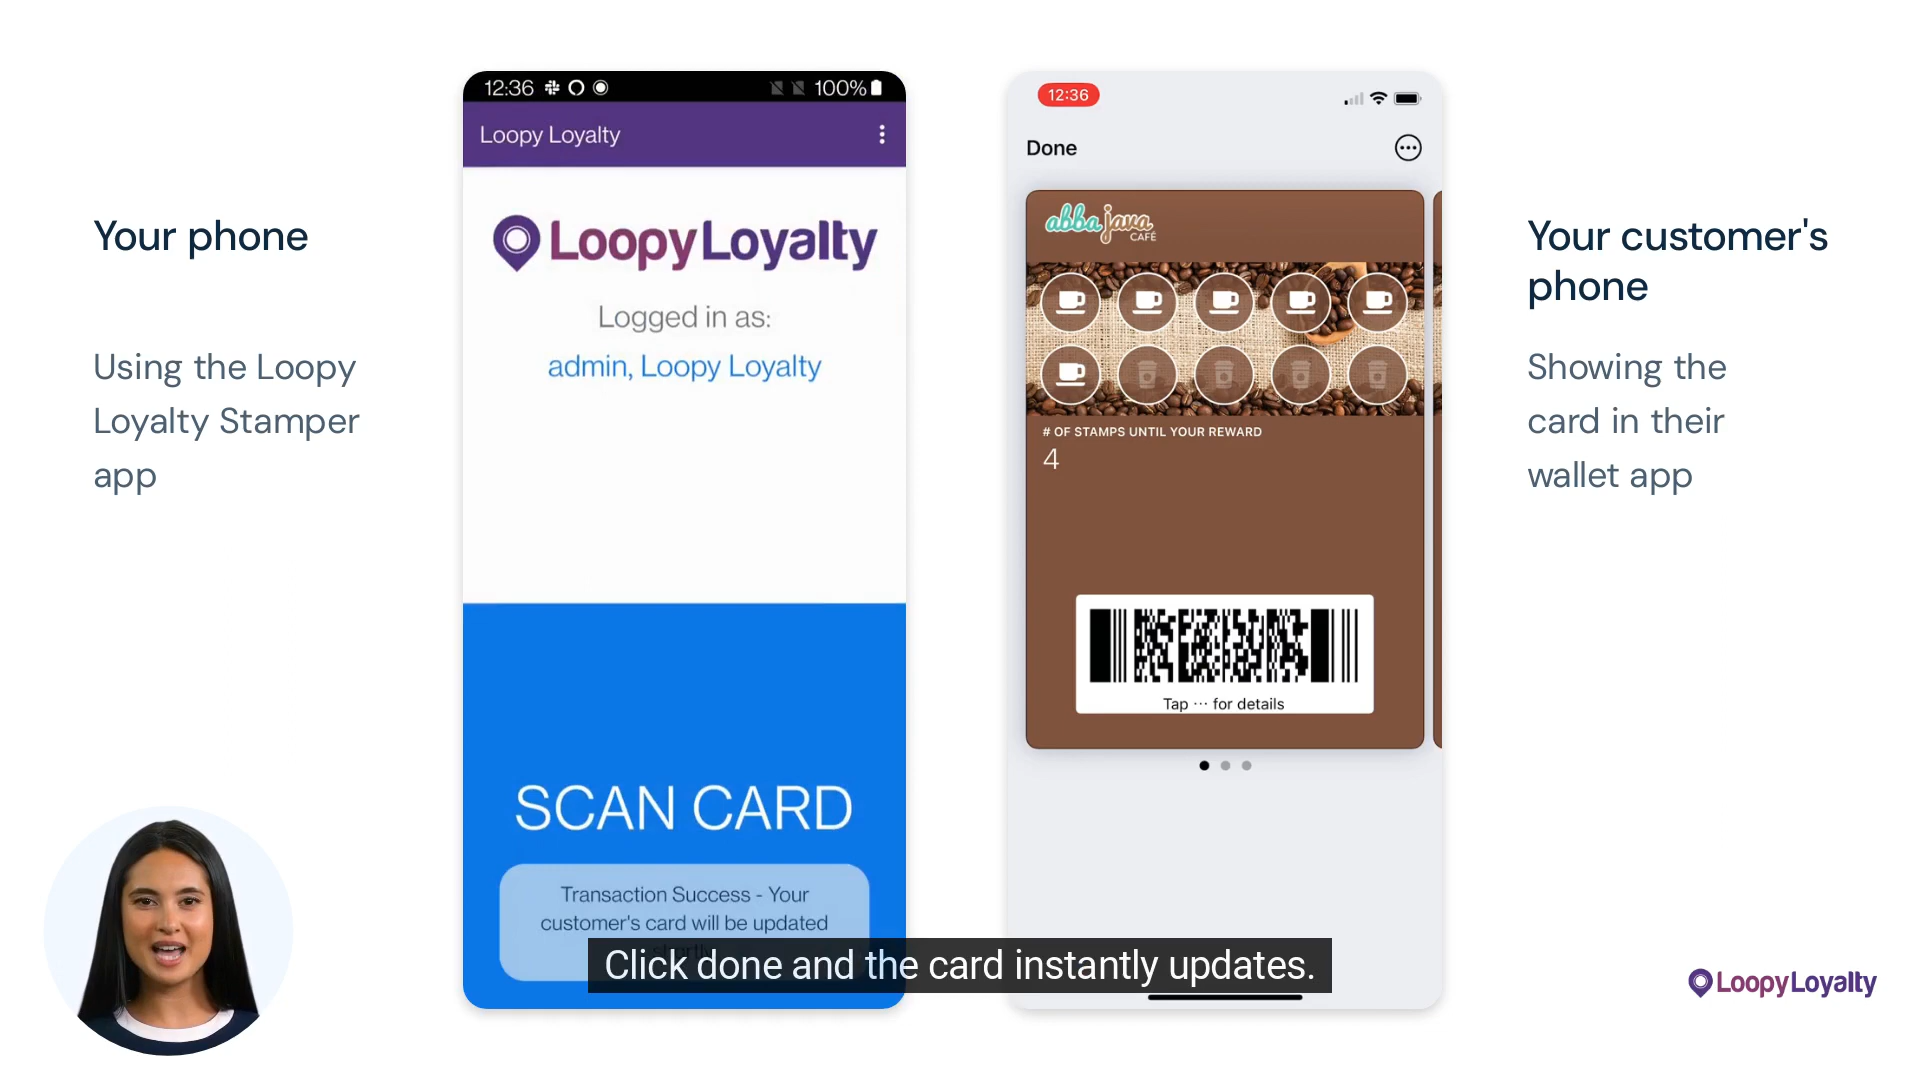 Your phone
Using the Loopy
Loyalty Stamper
app
12:36
100%
Loopy Loyalty
LoopyLoyalty
Logged in as:
admin, Loopy Loyalty
SCAN CARD
Transaction Success - Your
customer's card will be updated
12:36
Done
abba java
CAFÉ
# OF STAMPS UNTIL YOUR REWARD
4
Tap ··· for details
Your customer's
phone
Showing the
card in their
wallet app
Click done and the card instantly updates.
LoopyLoyalty